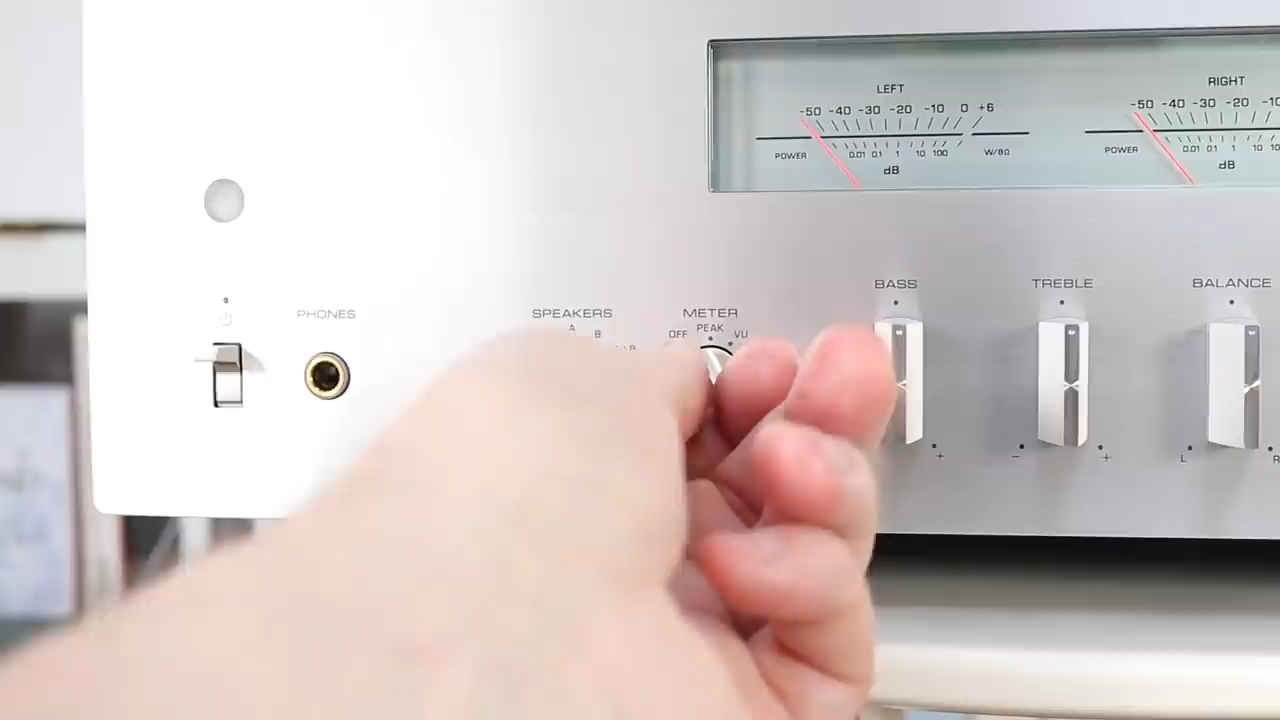 LEFT
-50 -40 -30 -20 -10 0 +6
POWER 0.01 0.1 1 10 100 W/8Ω
dB
RIGHT
-50 -40 -30 -20
POWER 0.01 0.1 1 10
dB
PHONES
SPEAKERS
A
B
METER
OFF PEAK VU
BASS
+
TREBLE
- +
BALANCE
L R